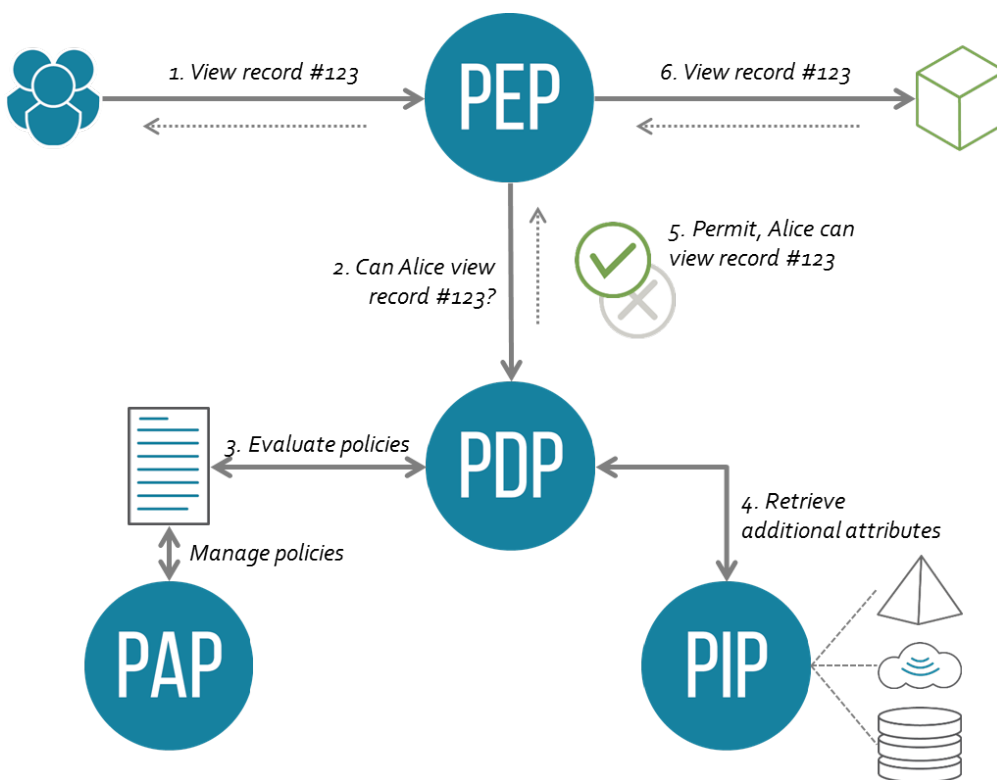 1. View record #123
PEP
6. View record #123
2. Can Alice view
record #123?
5. Permit, Alice can
view record #123
3. Evaluate policies
PDP
4. Retrieve
additional attributes
Manage policies
PAP
PIP